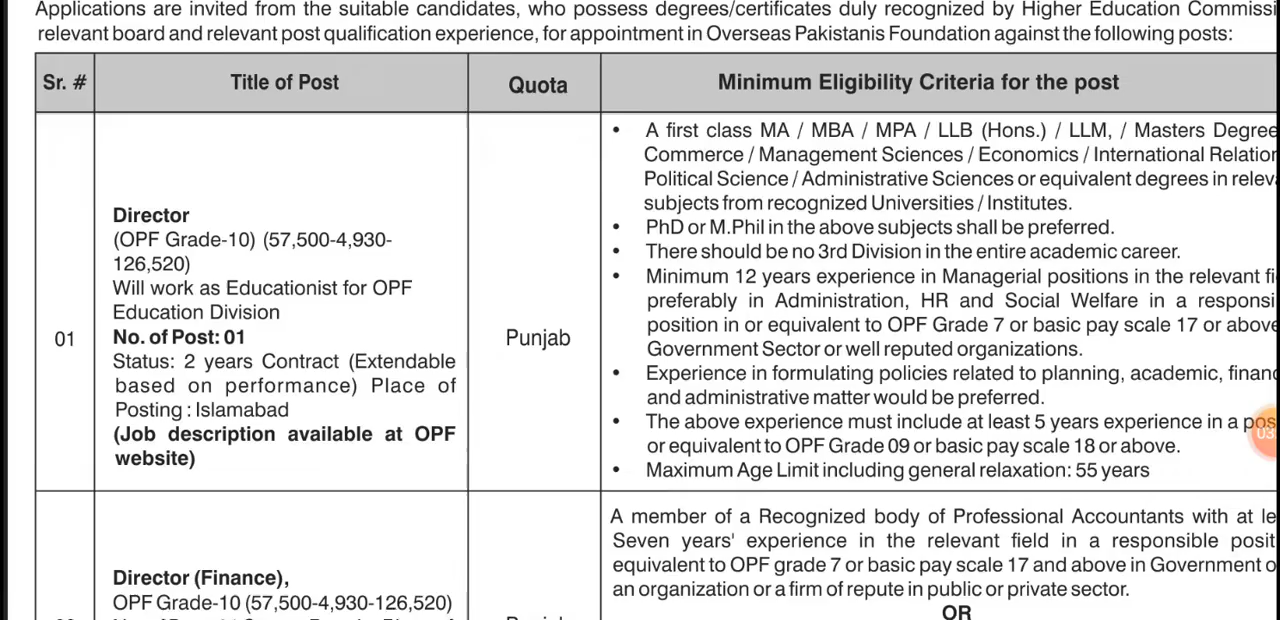 Applications are invited from the suitable candidates, who possess degrees/certificates duly recognized by Higher Education
relevant board and relevant post qualification experience, for appointment in Overseas Pakistanis Foundation against the following posts:
Sr. #
Title of Post
Quota
Minimum Eligibility Criteria for the post
01
Director
(OPF Grade-10) (57,500-4,930-
126,520)
Will work as Educationist for OPF
Education Division
No. of Post: 01
Status: 2 years Contract (Extendable
based on performance) Place of
Posting : Islamabad
(Job description available at OPF
website)
Punjab
• A first class MA / MBA / MPA / LLB (Hons.) / LLM, / Masters Degree
Commerce / Management Sciences / Economics / International
Political Science / Administrative Sciences or equivalent degrees in
subjects from recognized Universities / Institutes.
• PhD or M.Phil in the above subjects shall be preferred.
• There should be no 3rd Division in the entire academic career.
• Minimum 12 years experience in Managerial positions in the relevant
preferably in Administration, HR and Social Welfare in a
position in or equivalent to OPF Grade 7 or basic pay scale 17 or above
Government Sector or well reputed organizations.
• Experience in formulating policies related to planning, academic,
and administrative matter would be preferred.
• The above experience must include at least 5 years experience in a
or equivalent to OPF Grade 09 or basic pay scale 18 or above.
• Maximum Age Limit including general relaxation: 55 years
Director (Finance),
OPF Grade-10 (57,500-4,930-126,520)
A member of a Recognized body of Professional Accountants with at
Seven years' experience in the relevant field in a responsible
equivalent to OPF grade 7 or basic pay scale 17 and above in Government
an organization or a firm of repute in public or private sector.
OR